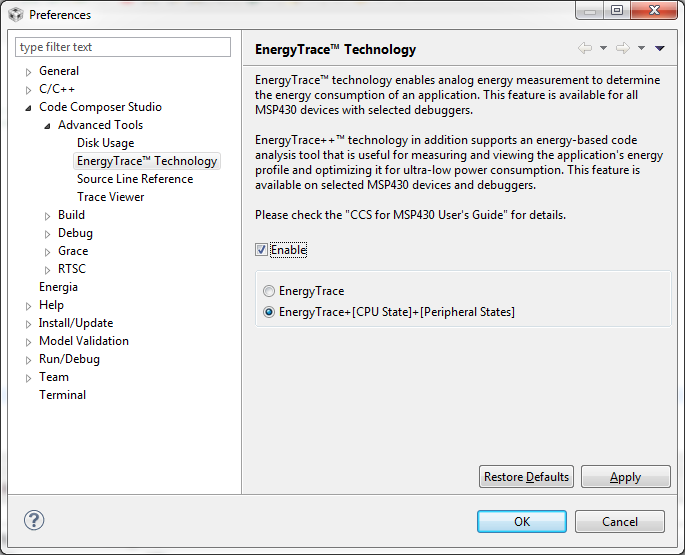 Preferences
type filter text
General
C/C++
Code Composer Studio
Advanced Tools
Disk Usage
EnergyTrace™ Technology
Source Line Reference
Trace Viewer
Build
Debug
Grace
RTSC
Energia
Help
Install/Update
Model Validation
Run/Debug
Team
Terminal
EnergyTrace™ Technology
EnergyTrace™ technology enables analog energy measurement to determine
the energy consumption of an application. This feature is available for all
MSP430 devices with selected debuggers.
EnergyTrace++™ technology in addition supports an energy-based code
analysis tool that is useful for measuring and viewing the application's energy
profile and optimizing it for ultra-low power consumption. This feature is
available on selected MSP430 devices and debuggers.
Please check the "CCS for MSP430 User's Guide" for details.
Enable
EnergyTrace
EnergyTrace+[CPU State]+[Peripheral States]
Restore Defaults
Apply
?
OK
Cancel